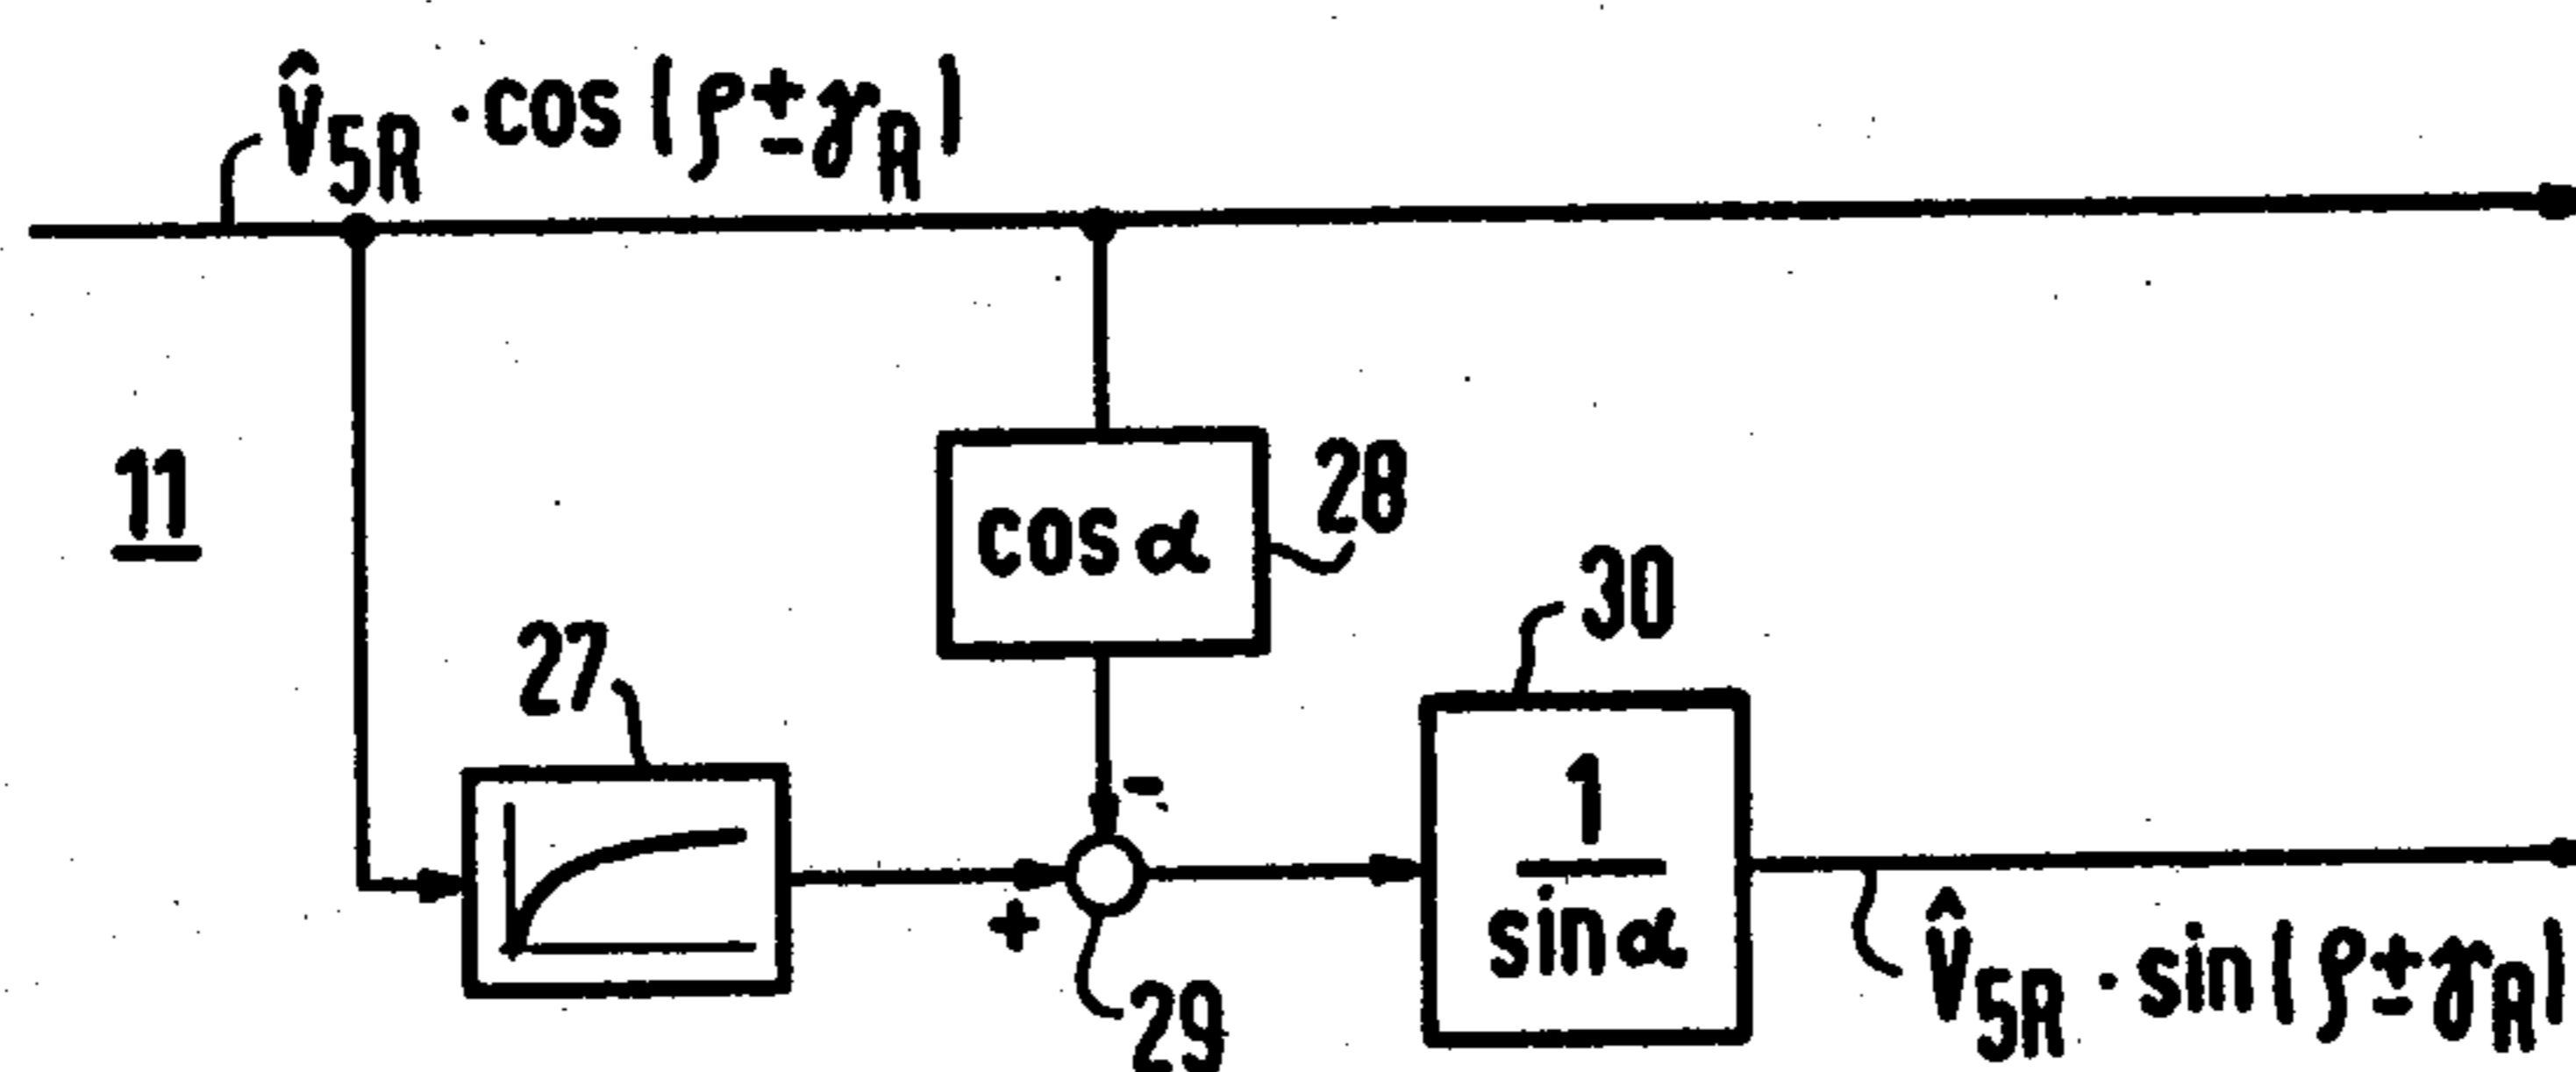 v̂5R · cos(ρ±γR)
11
cos α
28
27
30
-
1
sin α
+
29
v̂5R · sin(ρ±γR)